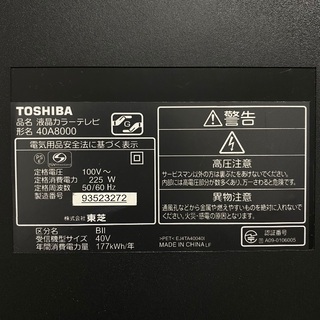 TOSHIBA
品名 液晶カラーテレビ
形名 40A8000
電気用品安全法に基づく表示
定格電圧: 100V～
定格消費電力: 225 W
定格周波数: 50/60 Hz
製造番号 93523272
株式会社 東芝
区分名: BII
受信機型サイズ: 40V
年間消費電力量: 177kWh/年
警告
高圧注意
サービスマン以外の方は裏ぶたをあけないでください。
内部には高電圧部分が数多くあり、万一さわると危険です。
異物注意
通風孔などから金属や燃えやすいものなど異物を入れないでください。火災・感電の原因となります。
>PET< EJ4TA40040I
MADE IN CHINA LF
A09-0106005